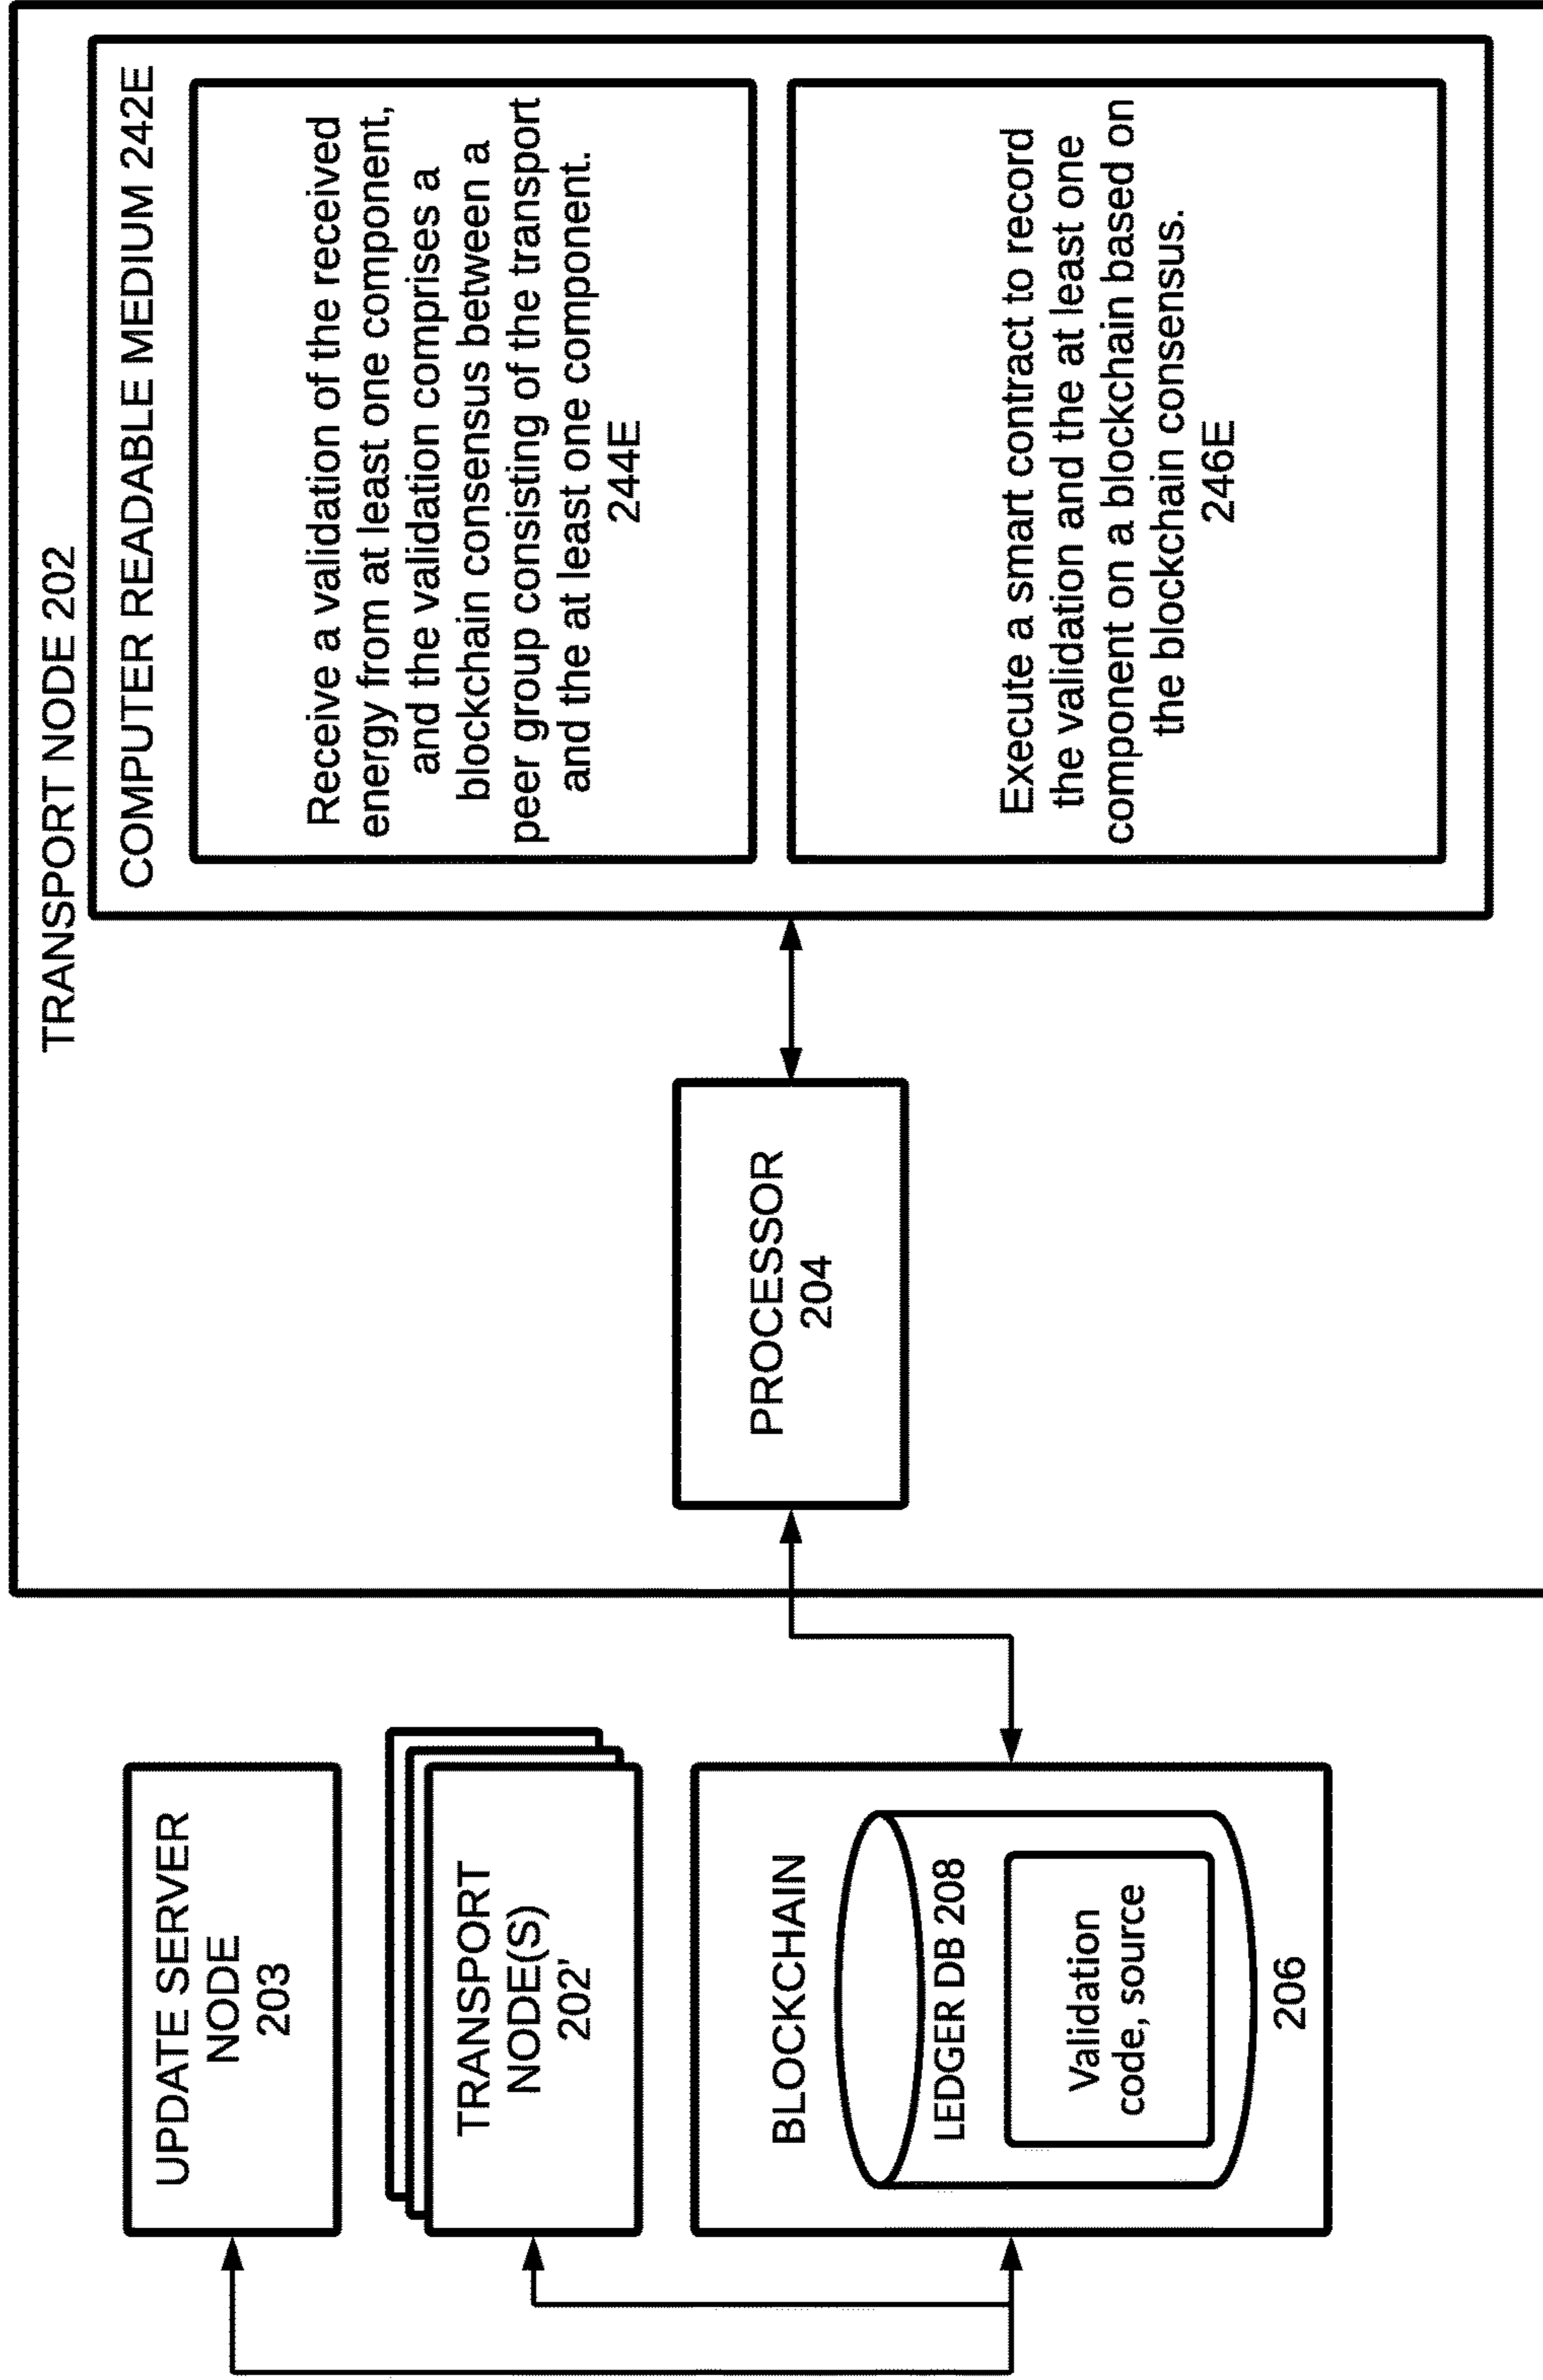 UPDATE SERVER
NODE
203
TRANSPORT
NODE(S)
202'
BLOCKCHAIN
LEDGER DB 208
Validation
code, source
206
TRANSPORT NODE 202
PROCESSOR
204
COMPUTER READABLE MEDIUM 242E
Receive a validation of the received
energy from at least one component,
and the validation comprises a
blockchain consensus between a
peer group consisting of the transport
and the at least one component.
244E
Execute a smart contract to record
the validation and the at least one
component on a blockchain based on
the blockchain consensus.
246E